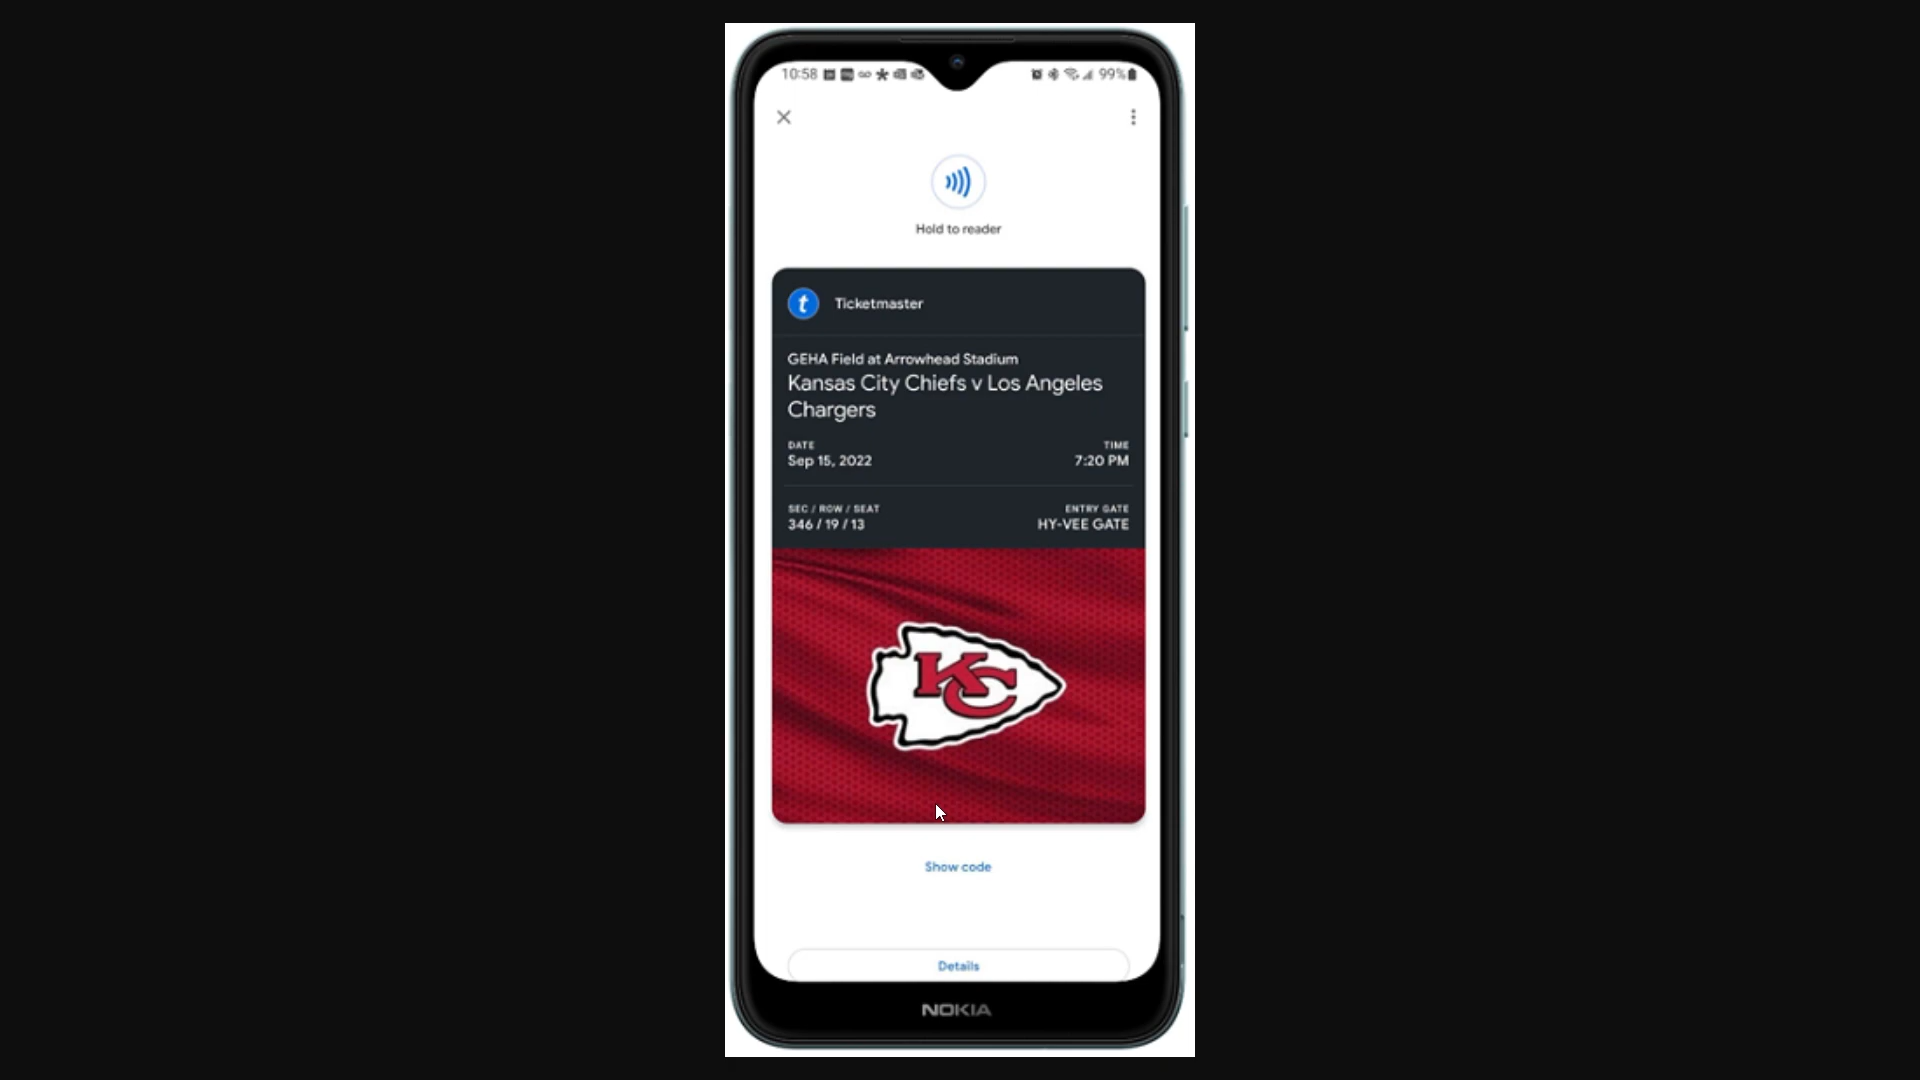 10:58 99%
Hold to reader
t Ticketmaster
GEHA Field at Arrowhead Stadium
Kansas City Chiefs v Los Angeles
Chargers
DATE TIME
Sep 15, 2022 7:20 PM
SEC / ROW / SEAT ENTRY GATE
346 / 19 / 13 HY-VEE GATE
KC
Show code
Details
NOKIA